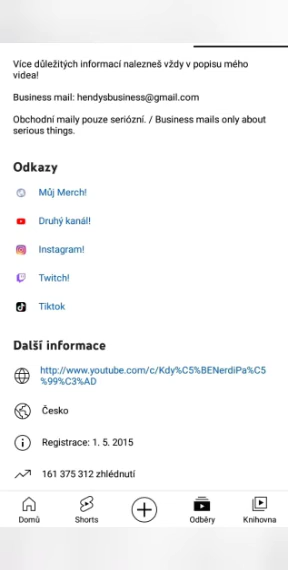 Více důležitých informací nalezneš vždy v popisu mého
videa!
Business mail: hendysbusiness@gmail.com
Obchodní maily pouze seriózní. / Business mails only about
serious things.
Odkazy
Můj Merch!
Druhý kanál!
Instagram!
Twitch!
Tiktok
Další informace
http://www.youtube.com/c/Kdy%C5%BENerdiPa%C5
%99%C3%AD
Česko
Registrace: 1. 5. 2015
161 375 312 zhlédnutí
Domů
Shorts
Odběry
Knihovna